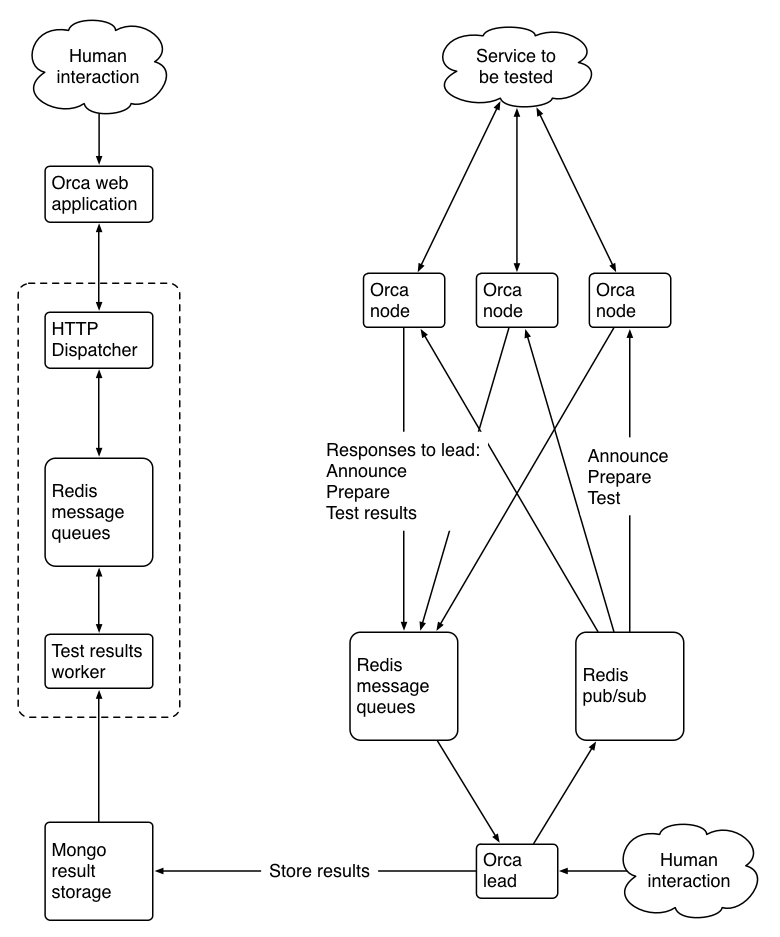 Human
interaction
Service to
be tested
Orca web
application
Orca
node
Orca
node
Orca
node
HTTP
Dispatcher
Responses to lead:
Announce
Prepare
Test results
Announce
Prepare
Test
Redis
message
queues
Test results
worker
Redis
message
queues
Redis
pub/sub
Mongo
result
storage
Store results
Orca
lead
Human
interaction